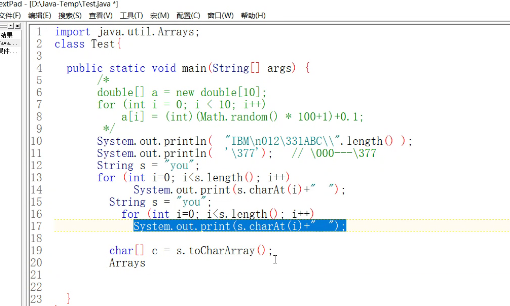 extPad - [D:\Java-Temp\Test.java *]
文件(F) 编辑(E) 搜索(S) 查看(V) 工具(T) 宏(M) 配置(C) 窗口(W) 帮助(H)
结果
1 import java.util.Arrays;
2 class Test{
3
4 public static void main(String[] args) {
5 /*
6 double[] a = new double[10];
7 for (int i = 0; i < 10; i++)
8 a[i] = (int)(Math.random() * 100+1)+0.1;
9 */
10 System.out.println( "IBM\n012\331ABC\\".length() );
11 System.out.println( '\377'); // \000---\377
12 String s = "you";
13 for (int i=0; i<s.length(); i++)
14 System.out.print(s.charAt(i)+" ");
15 String s = "you";
16 for (int i=0; i<s.length(); i++)
17 System.out.print(s.charAt(i)+" ");
18
19 char[] c = s.toCharArray();
20 Arrays
21
22
23 }